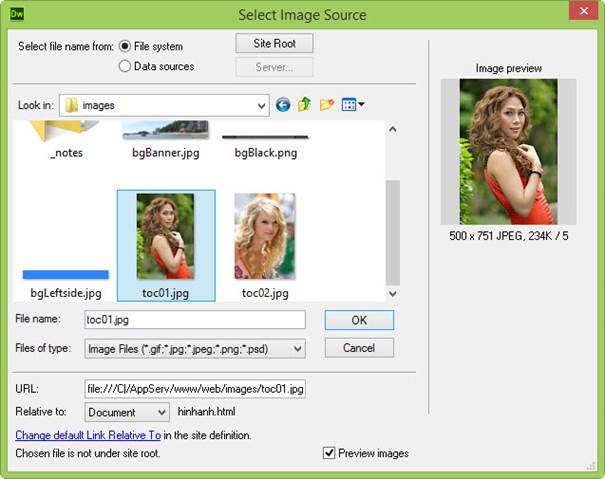 Dw
Select Image Source
Select file name from:
File system
Site Root
Data sources
Server...
Look in:
images
Image preview
_notes
bgBanner.jpg
bgBlack.png
bgLeftside.jpg
toc01.jpg
toc02.jpg
500 x 751 JPEG, 234K / 5
File name:
toc01.jpg
OK
Files of type:
Image Files (*.gif;*.jpg;*.jpeg;*.png;*.psd)
Cancel
URL:
file:///C|/AppServ/www/web/images/toc01.jpg
Relative to:
Document
hinhanh.html
Change default Link Relative To in the site definition.
Chosen file is not under site root.
Preview images